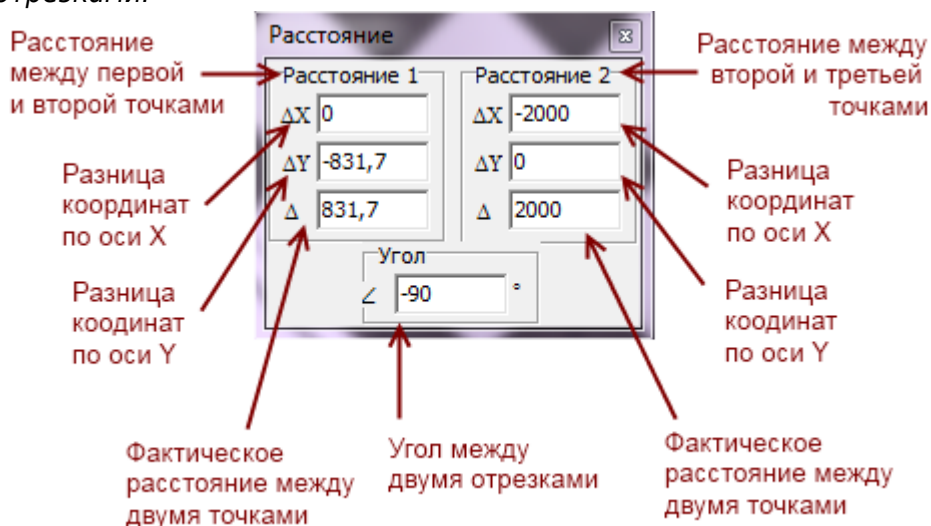 отрезками.
Расстояние
между первой
и второй точками
Расстояние
Расстояние между
второй и третьей
точками
Расстояние 1
Расстояние 2
ΔX 0
ΔX -2000
ΔY -831,7
ΔY 0
Δ 831,7
Δ 2000
Угол
∠ -90 °
Разница
координат
по оси X
Разница
координат
по оси X
Разница
коодинат
по оси Y
Разница
коодинат
по оси Y
Фактическое
расстояние между
двумя точками
Угол между
двумя отрезками
Фактическое
расстояние между
двумя точками